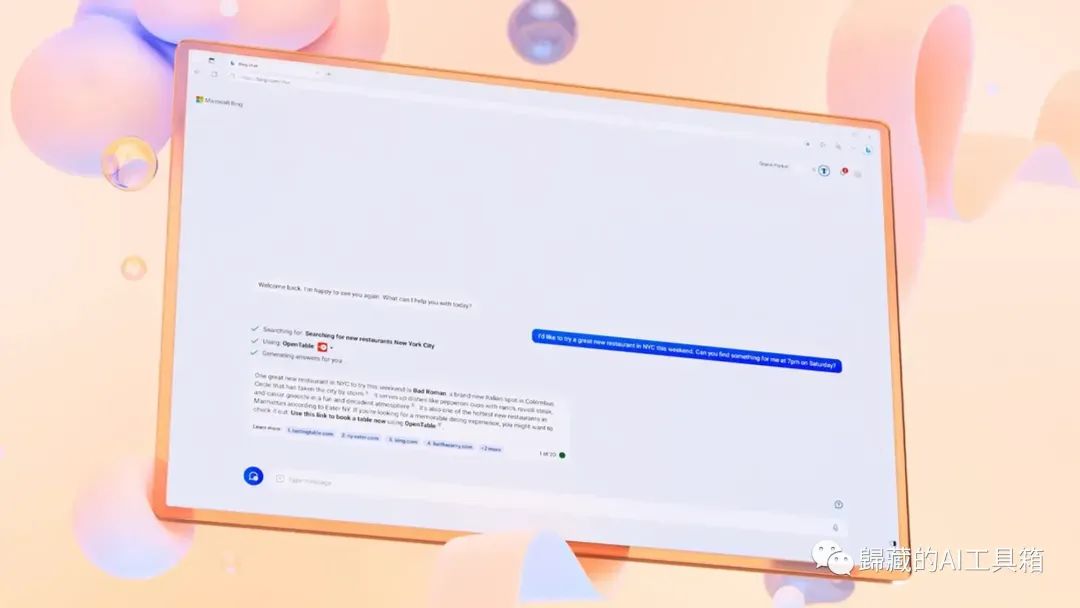 Bing chat
Microsoft Bing
Welcome back. I'm happy to see you again. What can I help you with today?
I'd like to try a great new restaurant in NYC this weekend. Can you find something for me at 7pm on Saturday?
Searching for: Searching for new restaurants New York City
Using: OpenTable
Generating answers for you
One great new restaurant in NYC to try this weekend is Bad Roman, a brand new Italian spot in Columbus
Circle that has taken the city by storm. It serves up dishes like pepperoni cups with ranch, ravioli steak,
and caviar gnocchi in a fun and decadent atmosphere. It's also one of the hottest new restaurants in
Manhattan according to Eater NY. If you're looking for a memorable dining experience, you might want to
check it out. Use this link to book a table now using OpenTable
Learn more: 1. tastingtable.com 2. ny.eater.com 3. bing.com +2 more
1 of 20
Type message
歸藏的AI工具箱